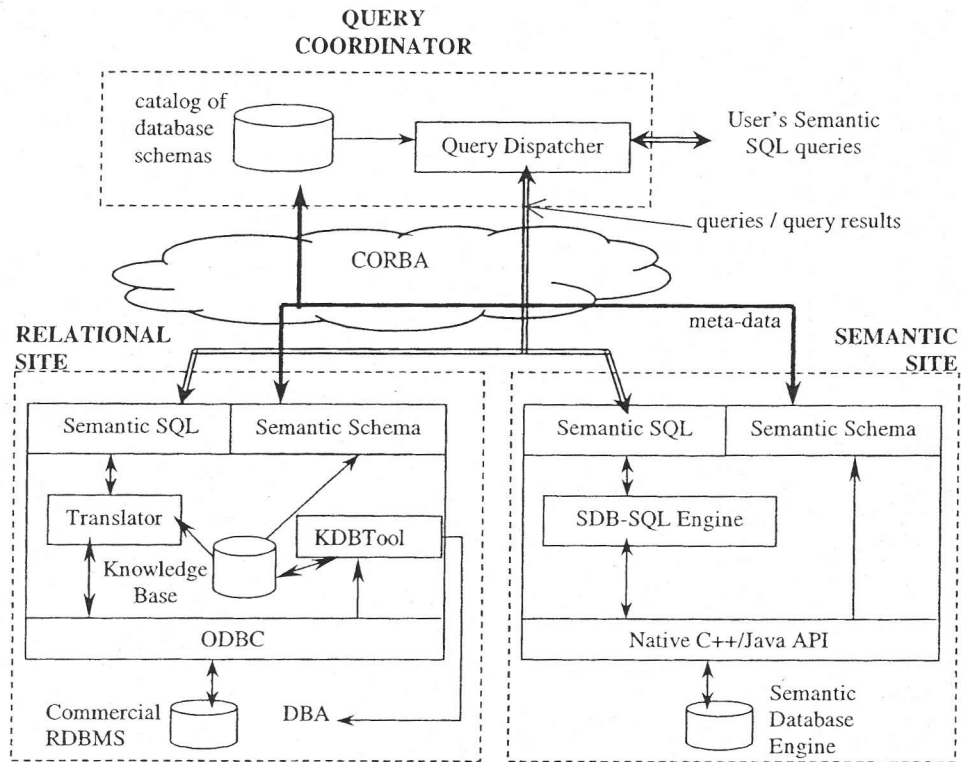 QUERY
COORDINATOR
catalog of
database
schemas
Query Dispatcher
User's Semantic
SQL queries
queries / query results
CORBA
meta-data
RELATIONAL
SITE
SEMANTIC
SITE
Semantic SQL
Semantic Schema
Semantic SQL
Semantic Schema
Translator
KDBTool
SDB-SQL Engine
Knowledge
Base
ODBC
Native C++/Java API
Commercial
RDBMS
DBA
Semantic
Database
Engine